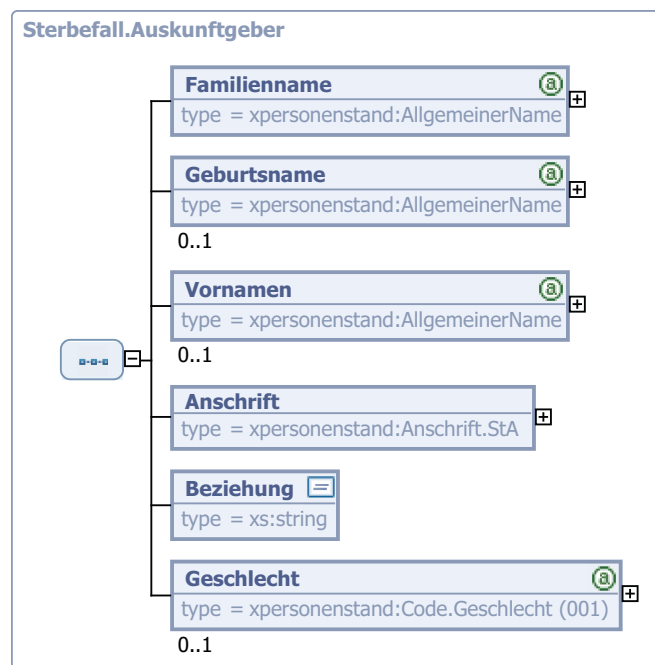 Sterbefall.Auskunftgeber
Familienname @
type = xpersonenstand:AllgemeinerName
Geburtsname @
type = xpersonenstand:AllgemeinerName
0..1
Vornamen @
type = xpersonenstand:AllgemeinerName
0..1
Anschrift
type = xpersonenstand:Anschrift.StA
Beziehung
type = xs:string
Geschlecht @
type = xpersonenstand:Code.Geschlecht (001)
0..1